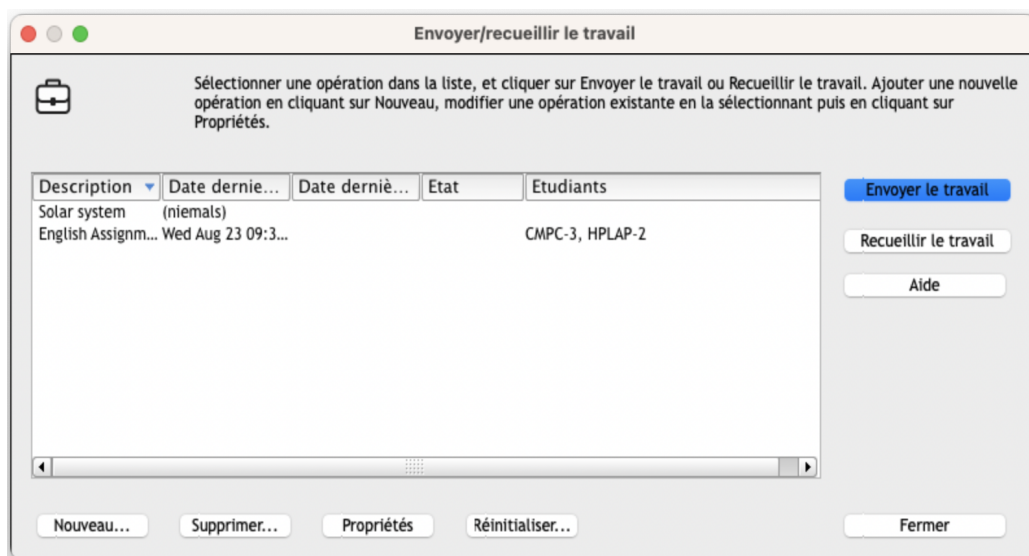 Envoyer/recueillir le travail
Sélectionner une opération dans la liste, et cliquer sur Envoyer le travail ou Recueillir le travail. Ajouter une nouvelle
opération en cliquant sur Nouveau, modifier une opération existante en la sélectionnant puis en cliquant sur
Propriétés.
Description Date dernie... Date derniè... Etat Etudiants
Solar system (niemals)
English Assignm... Wed Aug 23 09:3... CMPC-3, HPLAP-2
Envoyer le travail
Recueillir le travail
Aide
Nouveau... Supprimer... Propriétés Réinitialiser... Fermer